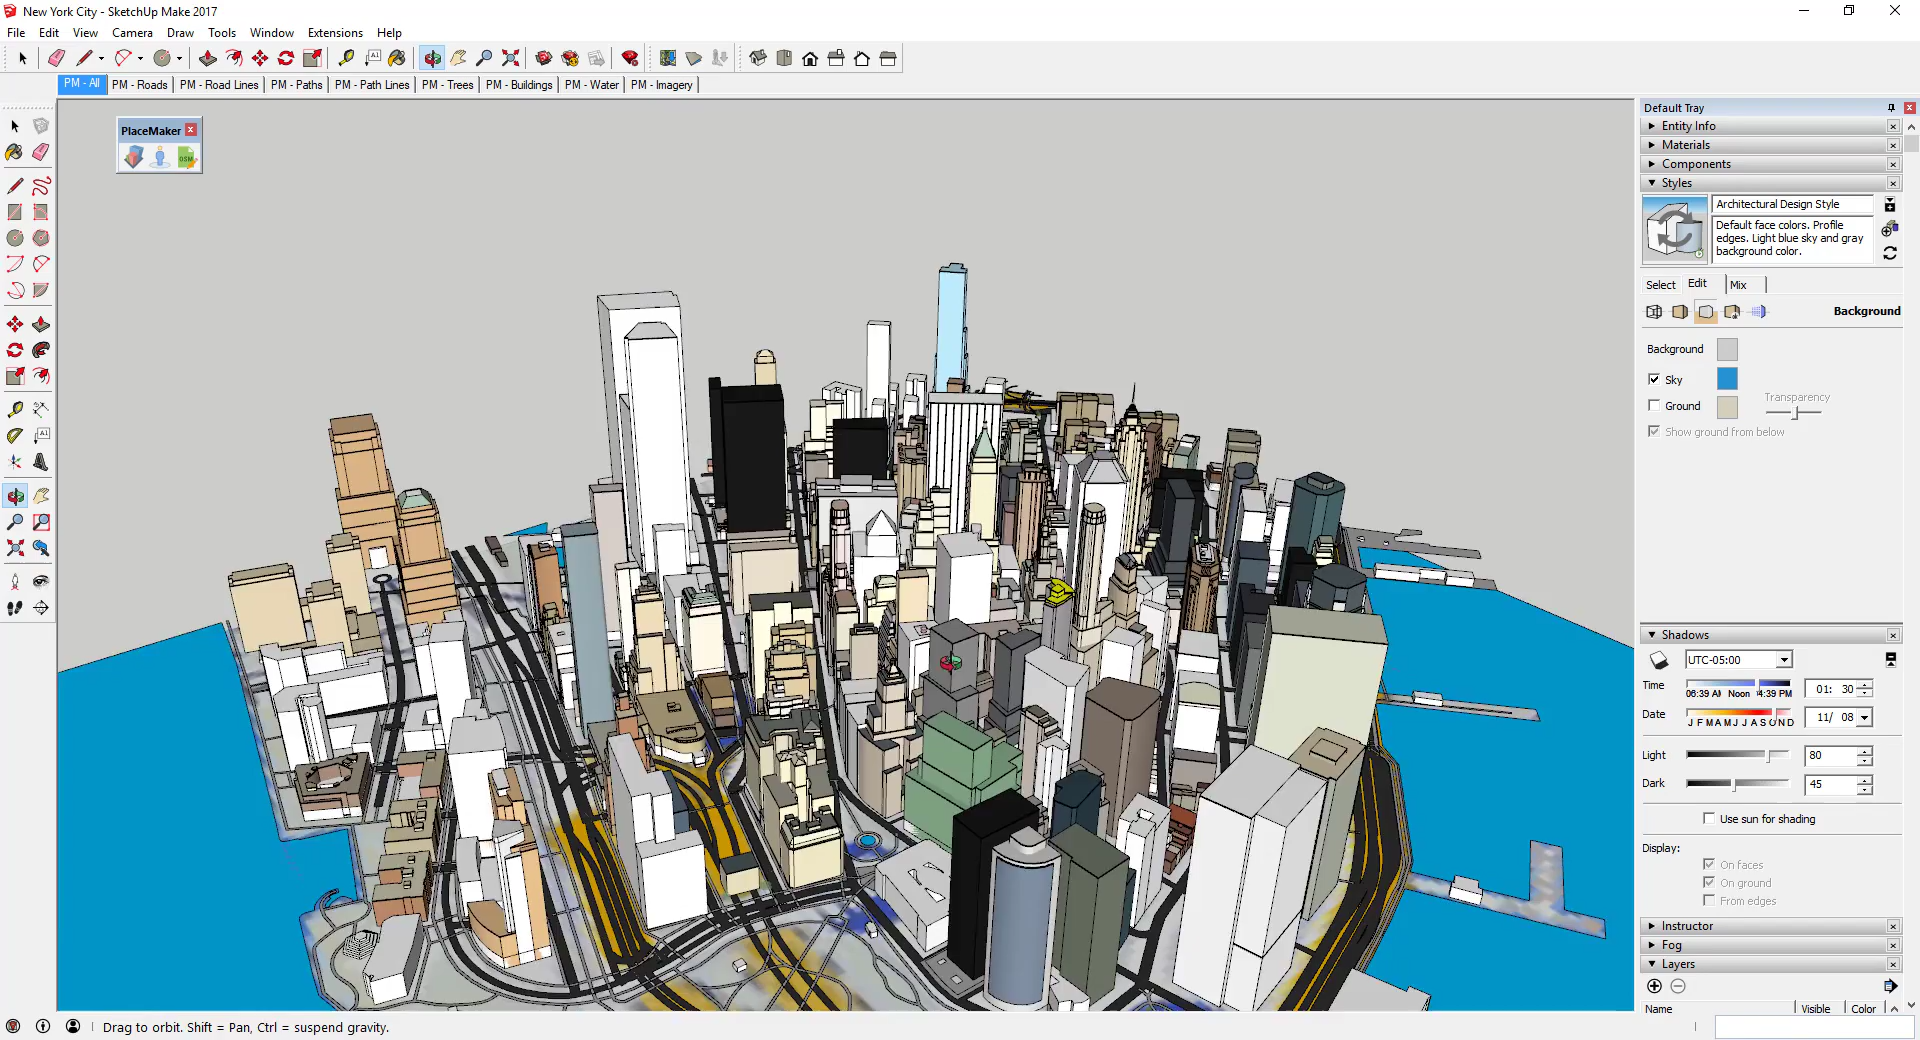 New York City - SketchUp Make 2017
File Edit View Camera Draw Tools Window Extensions Help
PM - All PM - Roads PM - Road Lines PM - Paths PM - Path Lines PM - Trees PM - Buildings PM - Water PM - Imagery
PlaceMaker
OSM
Default Tray
Entity Info
Materials
Components
Styles
Architectural Design Style
Default face colors. Profile
edges. Light blue sky and gray
background color.
Select Edit Mix
Background
Background
Sky
Transparency
Ground
Show ground from below
Shadows
UTC-05:00
Time 06:39 AM Noon 4:39 PM 01: 30
Date J F M A M J J A S O N D 11/ 08
Light 80
Dark 45
Use sun for shading
Display:
On faces
On ground
From edges
Instructor
Fog
Layers
Name Visible Color
Drag to orbit. Shift = Pan, Ctrl = suspend gravity.